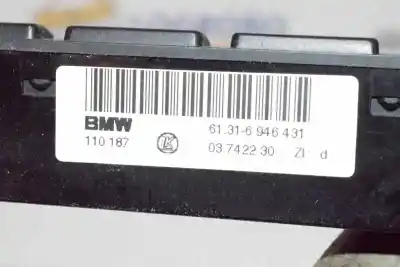 BMW 61.31-6 946 431
110 187 03.7422 30 ZI d